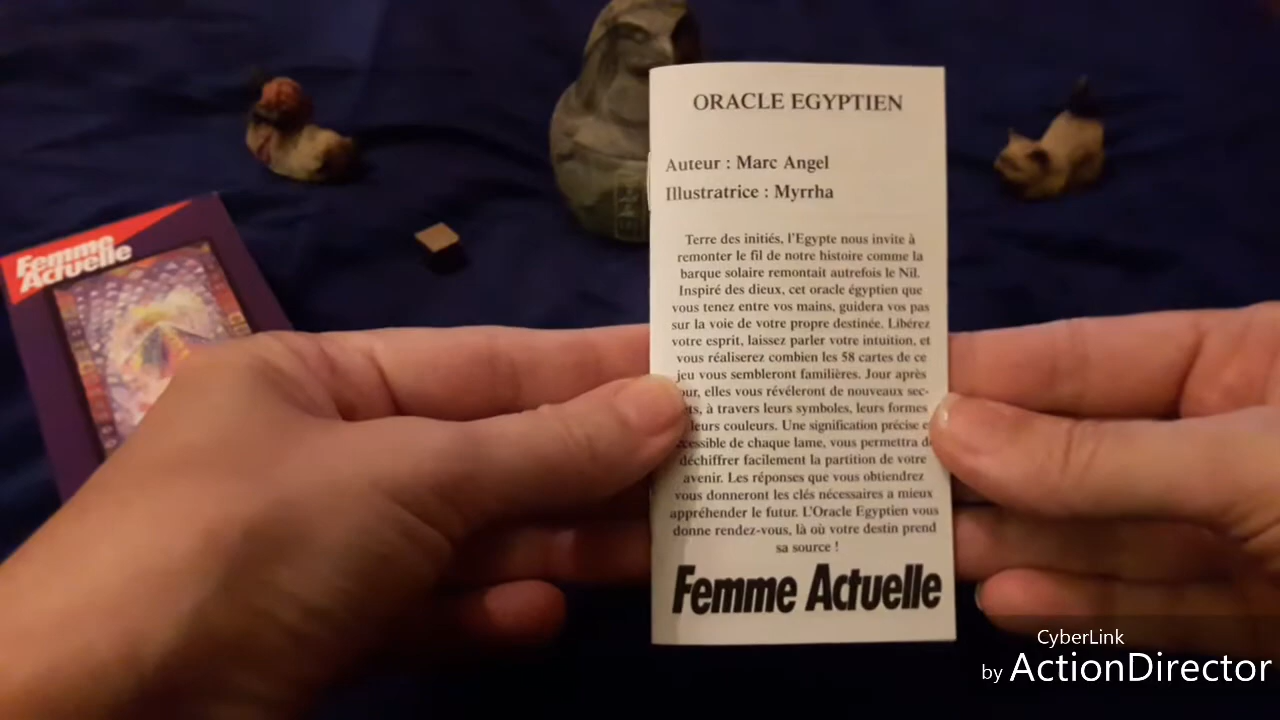 ORACLE EGYPTIEN
Auteur : Marc Angel
Illustratrice : Myrrha
Terre des initiés, l'Egypte nous invite à
remonter le fil de notre histoire comme la
barque solaire remontait autrefois le Nil.
Inspiré des dieux, cet oracle égyptien que
vous tenez entre vos mains, guidera vos pas
sur la voie de votre propre destinée. Libérez
votre esprit, laissez parler votre intuition, et
vous réaliserez combien les 58 cartes de ce
jeu vous sembleront familières. Jour après
elles vous révéleront de nouveaux sec-
à travers leurs symboles, leurs formes
leurs couleurs. Une signification précise
de chaque lame, vous permettra
déchiffrer facilement la partition de votre
avenir. Les réponses que vous obtiendrez
vous donneront les clés nécessaires a mieux
appréhender le futur. L'Oracle Egyptien vous
donne rendez-vous, là où votre destin prend
sa source !
Femme Actuelle
Femme
Actuelle
CyberLink
by ActionDirector